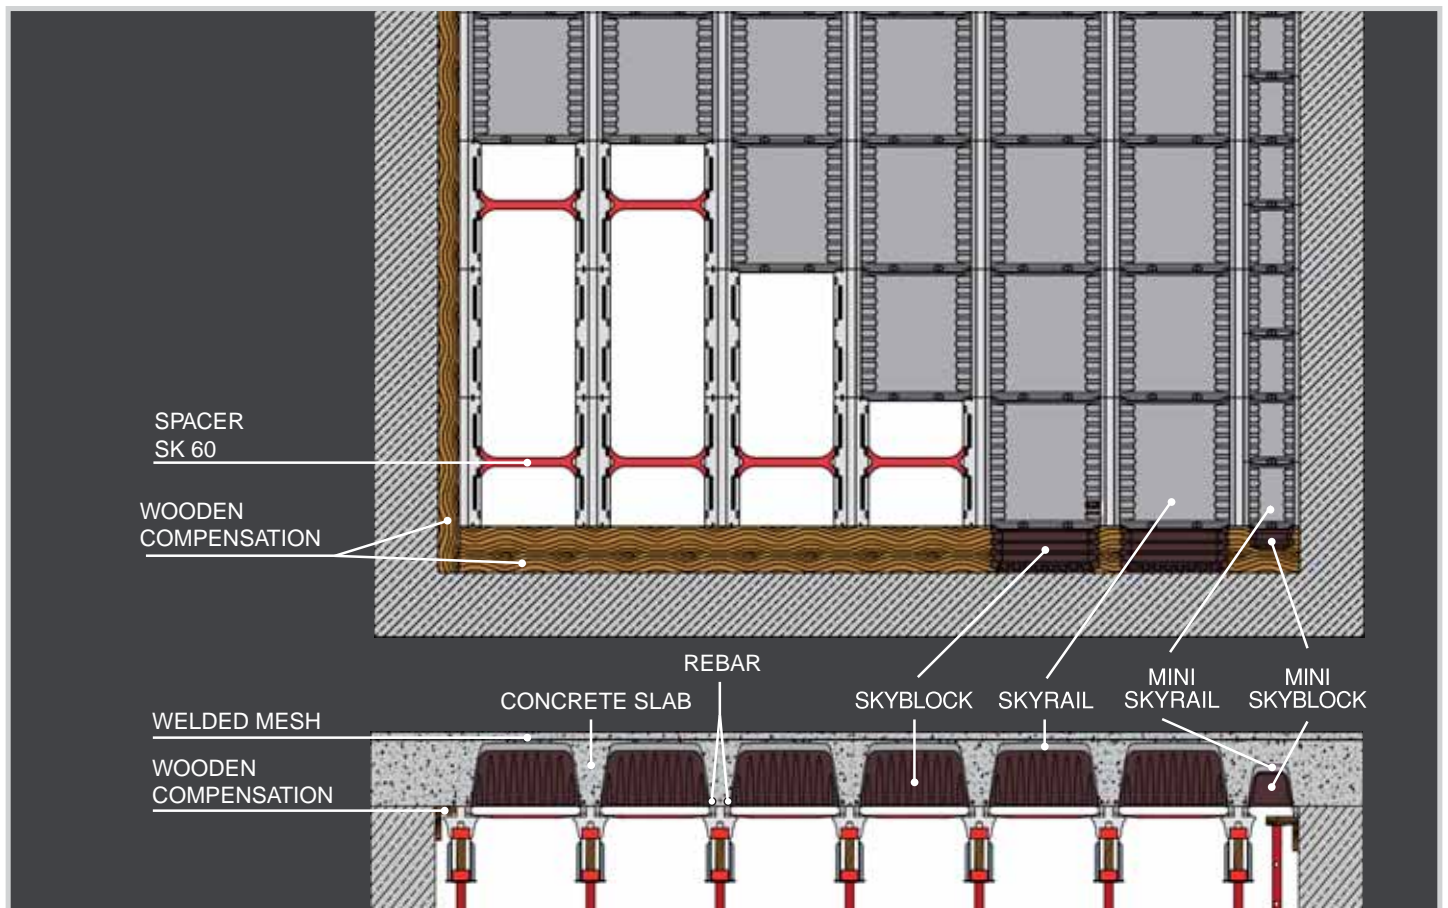 SPACER
SK 60
WOODEN
COMPENSATION
REBAR
CONCRETE SLAB
SKYBLOCK
SKYRAIL
MINI
SKYRAIL
MINI
SKYBLOCK
WELDED MESH
WOODEN
COMPENSATION